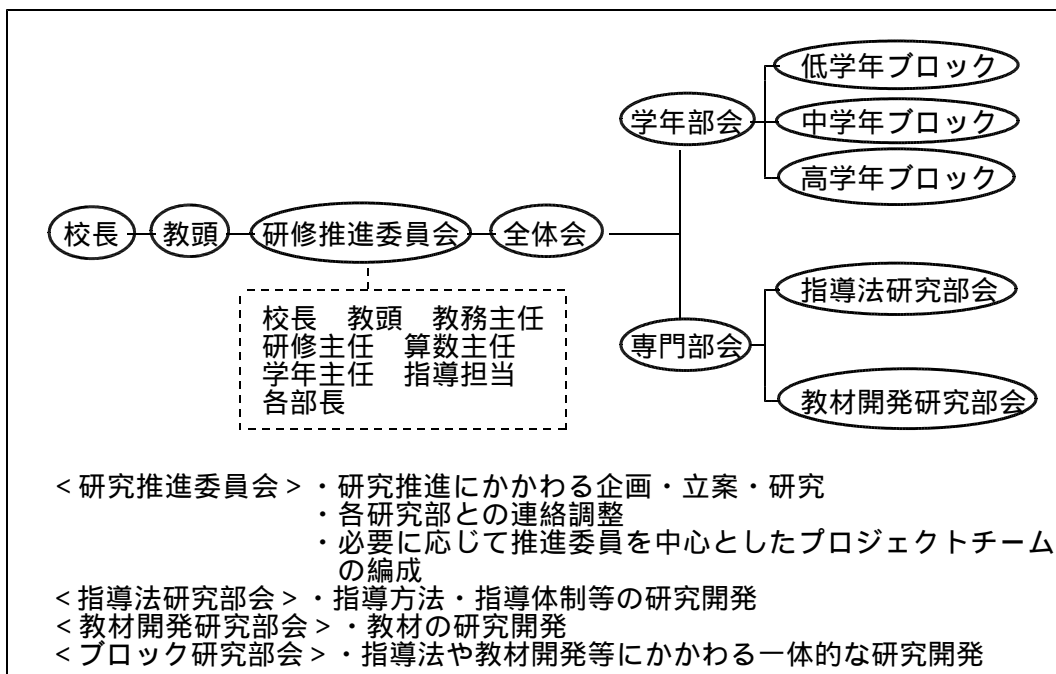 低学年ブロック
学年部会
中学年ブロック
高学年ブロック
校長
教頭
研修推進委員会
全体会
校長 教頭 教務主任
研修主任 算数主任
学年主任 指導担当
各部長
指導法研究部会
専門部会
教材開発研究部会
<研究推進委員会>・研究推進にかかわる企画・立案・研究
・各研究部との連絡調整
・必要に応じて推進委員を中心としたプロジェクトチーム
の編成
<指導法研究部会>・指導方法・指導体制等の研究開発
<教材開発研究部会>・教材の研究開発
<ブロック研究部会>・指導法や教材開発等にかかわる一体的な研究開発